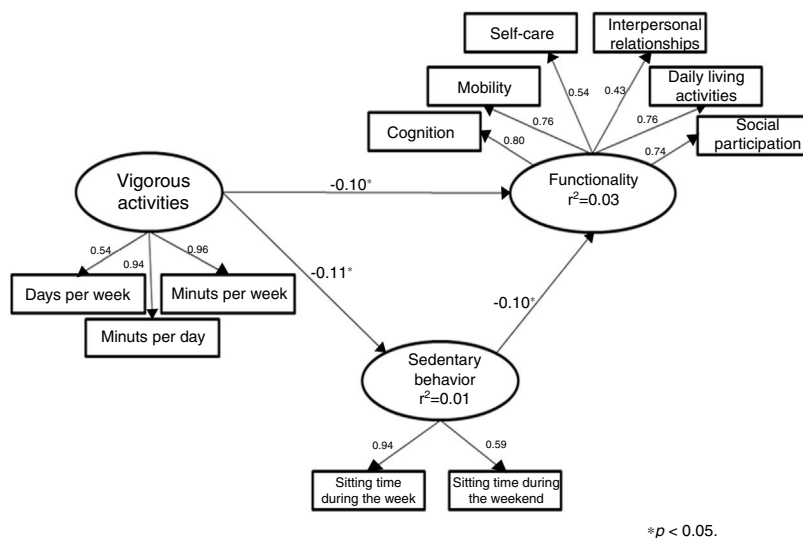 Self-care
Interpersonal
relationships
Mobility
Daily living
activities
Cognition
Social
participation
0.54
0.43
0.76
0.76
0.80
0.74
Vigorous
activities
-0.10*
Functionality
r²=0.03
0.54
0.94
0.96
-0.11*
Days per week
Minuts per week
Minuts per day
-0.10*
Sedentary
behavior
r²=0.01
0.94
0.59
Sitting time
during the week
Sitting time during
the weekend
*p < 0.05.